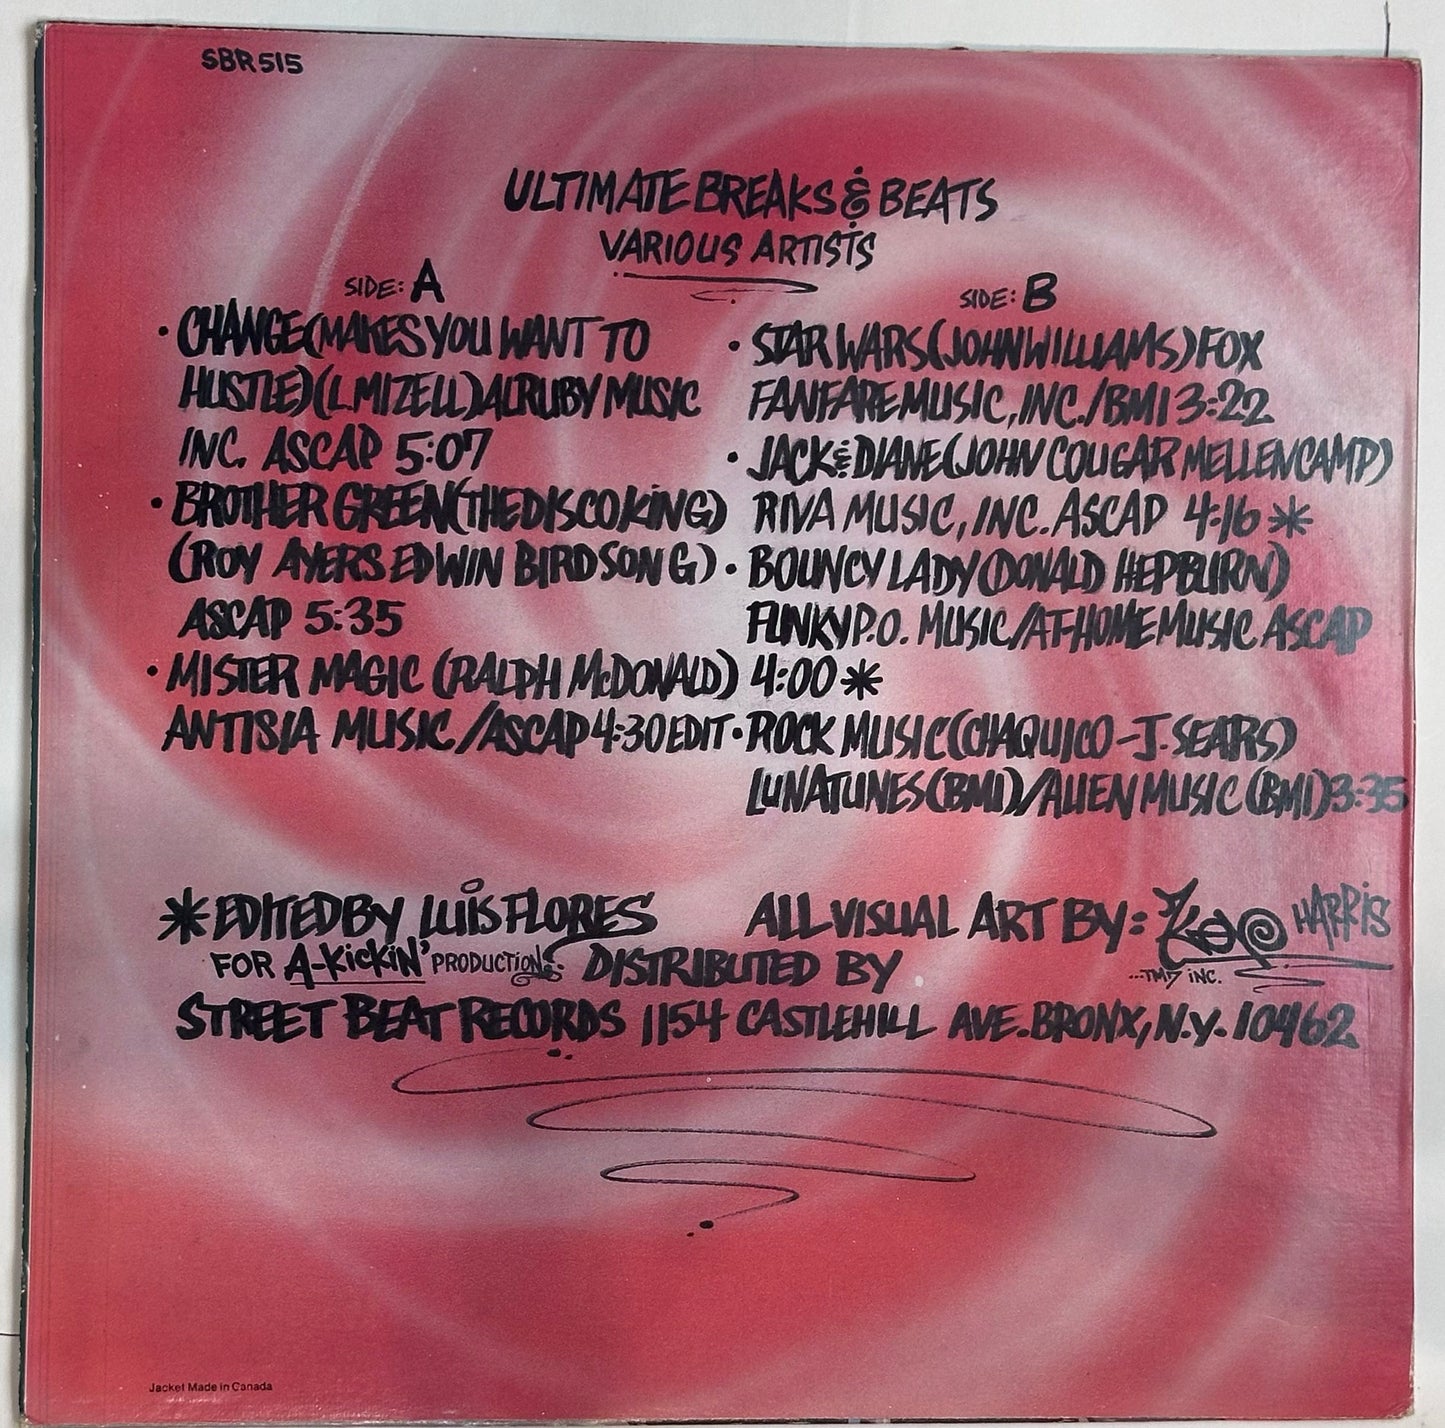 SBR 515
ULTIMATE BREAKS & BEATS
VARIOUS ARTISTS
SIDE: A
• CHANGE (MAKES YOU WANT TO
HUSTLE) (L MIZELL) ALRUBY MUSIC
INC. ASCAP 5:07
• BROTHER GREEN (THE DISCO KING)
(ROY AYERS EDWIN BIRDSONG)
ASCAP 5:35
• MISTER MAGIC (RALPH McDONALD)
ANTISIA MUSIC / ASCAP 4:30 EDIT
SIDE: B
• STAR WARS (JOHN WILLIAMS) FOX
FANFARE MUSIC, INC. / BMI 3:22
• JACK & DIANE (JOHN COUGAR MELLENCAMP)
RIVA MUSIC, INC. ASCAP 4:16 *
• BOUNCY LADY (DONALD HEPBURN)
FUNKY P.O. MUSIC / AT-HOME MUSIC ASCAP
4:00 *
• ROCK MUSIC (CHAQUICO - J. SEARS)
LUNATUNES (BMI) / ALIEN MUSIC (BMI) 3:35
* EDITED BY LUIS FLORES
FOR A-KICKIN' PRODUCTIONS
ALL VISUAL ART BY: Kev HARRIS
...TM7 INC.
DISTRIBUTED BY
STREET BEAT RECORDS 1154 CASTLEHILL AVE. BRONX, N.Y. 10462
Jacket Made in Canada